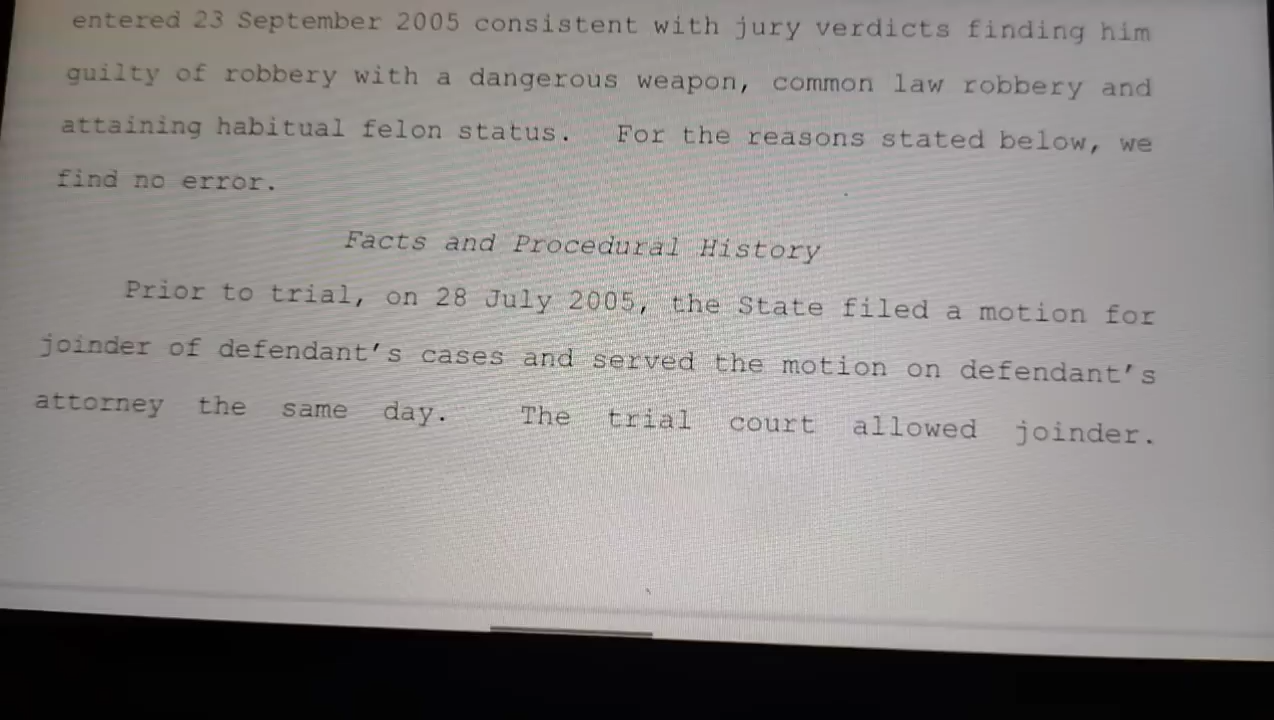 entered 23 September 2005 consistent with jury verdicts finding him
guilty of robbery with a dangerous weapon, common law robbery and
attaining habitual felon status. For the reasons stated below, we
find no error.
Facts and Procedural History
Prior to trial, on 28 July 2005, the State filed a motion for
joinder of defendant's cases and served the motion on defendant's
attorney the same day. The trial court allowed joinder.